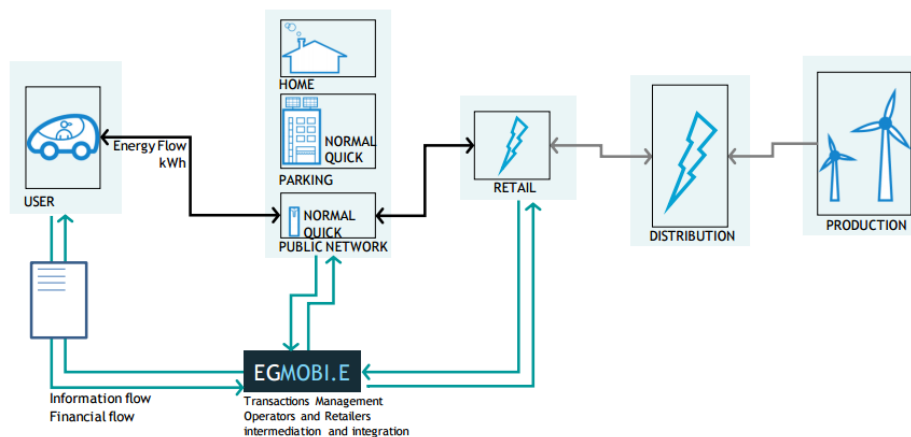 HOME
NORMAL
QUICK
PARKING
NORMAL
QUICK
PUBLIC NETWORK
USER
Energy Flow
kWh
RETAIL
DISTRIBUTION
PRODUCTION
EGMOBI.E
Transactions Management
Operators and Retailers
intermediation and integration
Information flow
Financial flow